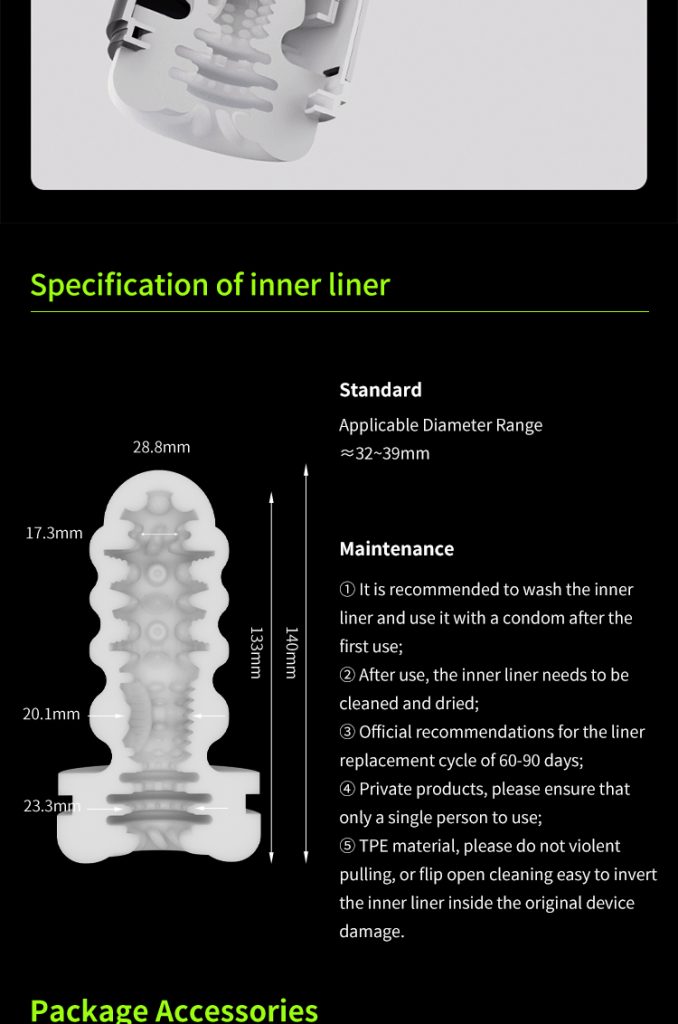 Specification of inner liner
Standard
Applicable Diameter Range
≈32~39mm
28.8mm
17.3mm
133mm
140mm
20.1mm
23.3mm
Maintenance
① It is recommended to wash the inner
liner and use it with a condom after the
first use;
② After use, the inner liner needs to be
cleaned and dried;
③ Official recommendations for the liner
replacement cycle of 60-90 days;
④ Private products, please ensure that
only a single person to use;
⑤ TPE material, please do not violent
pulling, or flip open cleaning easy to invert
the inner liner inside the original device
damage.
Package Accessories